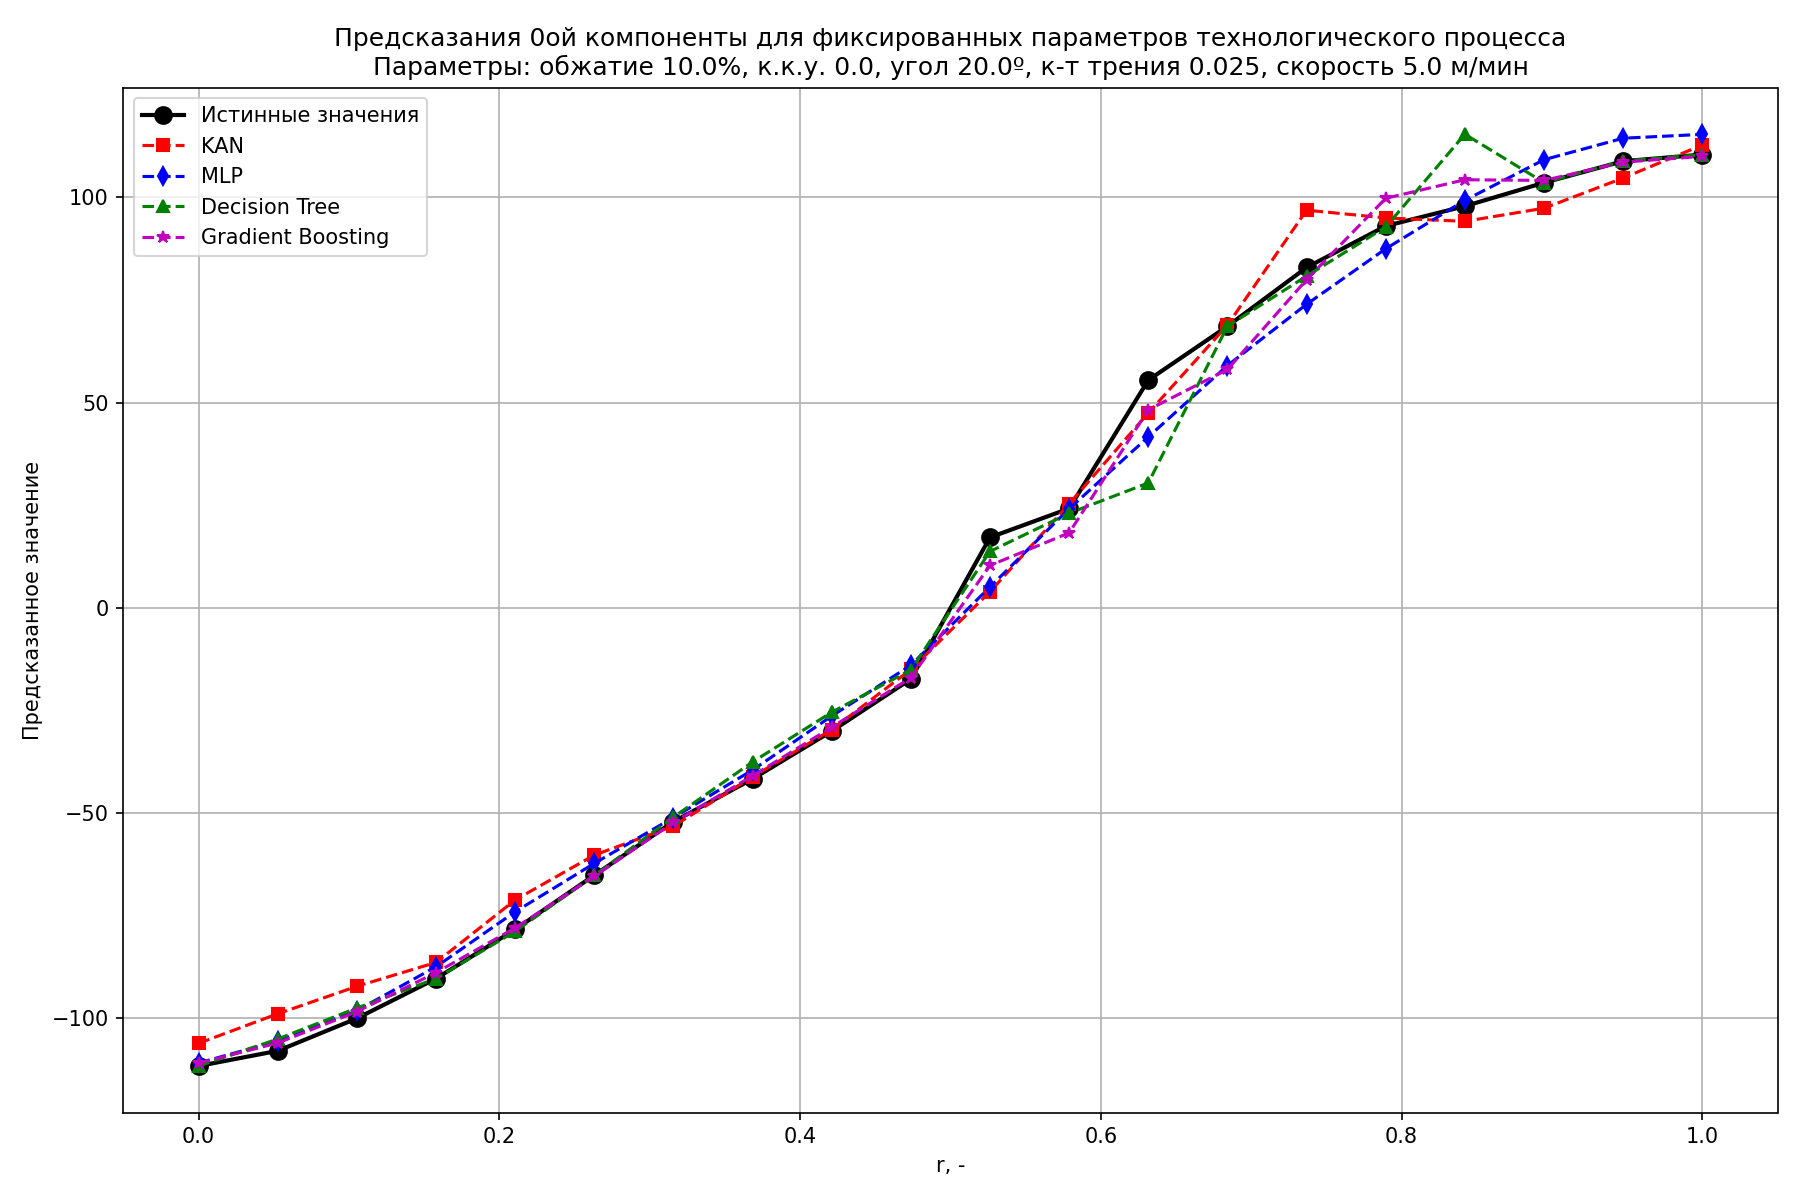 Предсказания 0ой компоненты для фиксированных параметров технологического процесса
Параметры: обжатие 10.0%, к.к.у. 0.0, угол 20.0º, к-т трения 0.025, скорость 5.0 м/мин
Истинные значения
KAN
MLP
Decision Tree
Gradient Boosting
Предсказанное значение
100
50
0
−50
−100
0.0 0.2 0.4 0.6 0.8 1.0
r, -